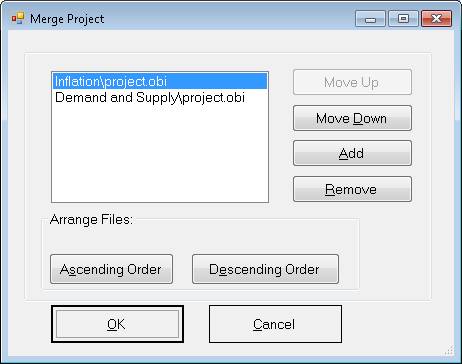 Merge Project
Inflation\project.obi
Demand and Supply\project.obi
Move Up
Move Down
Add
Remove
Arrange Files:
Ascending Order
Descending Order
OK
Cancel